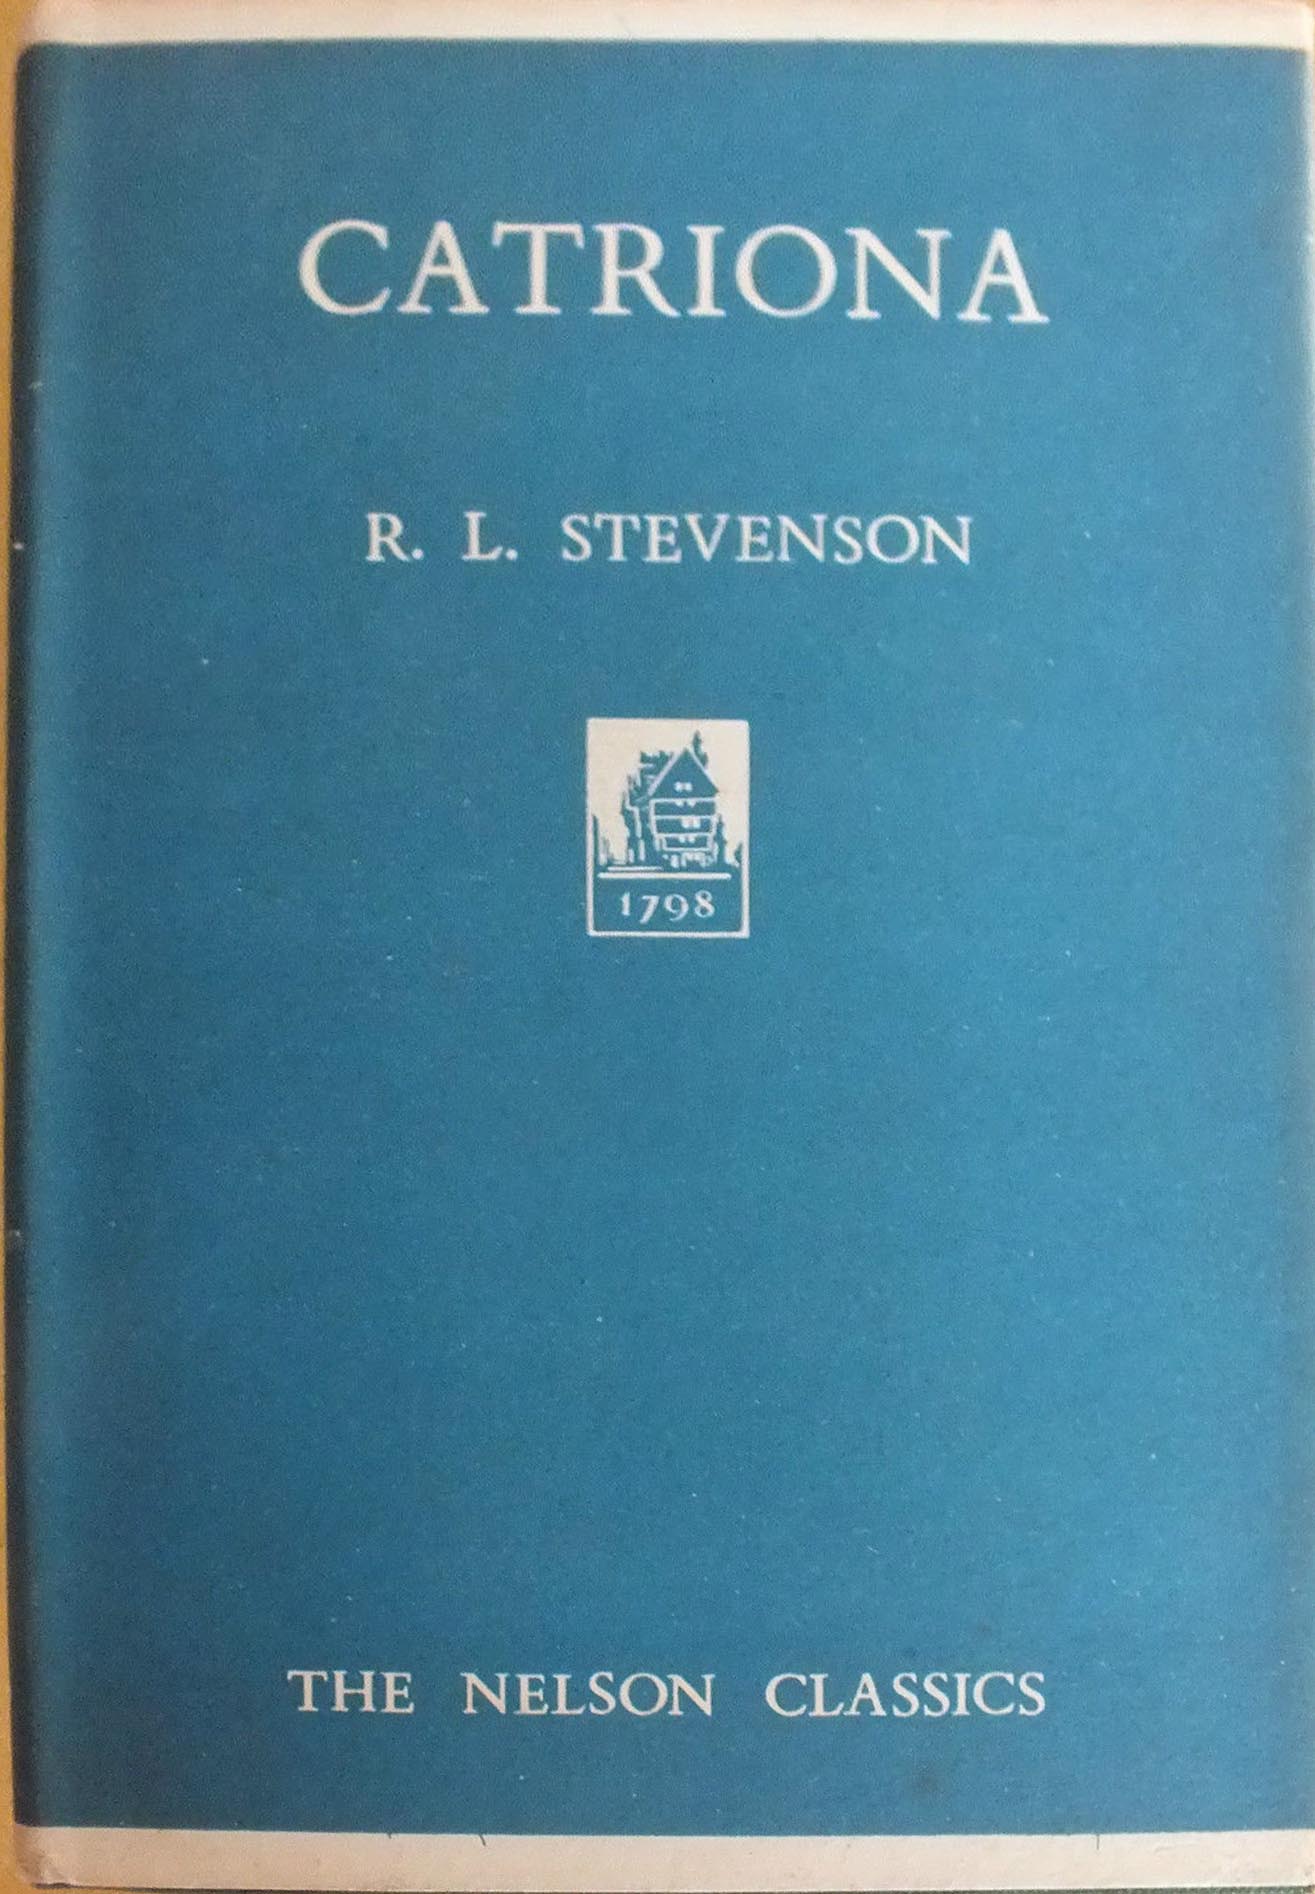 CATRIONA
R. L. STEVENSON
1798
THE NELSON CLASSICS